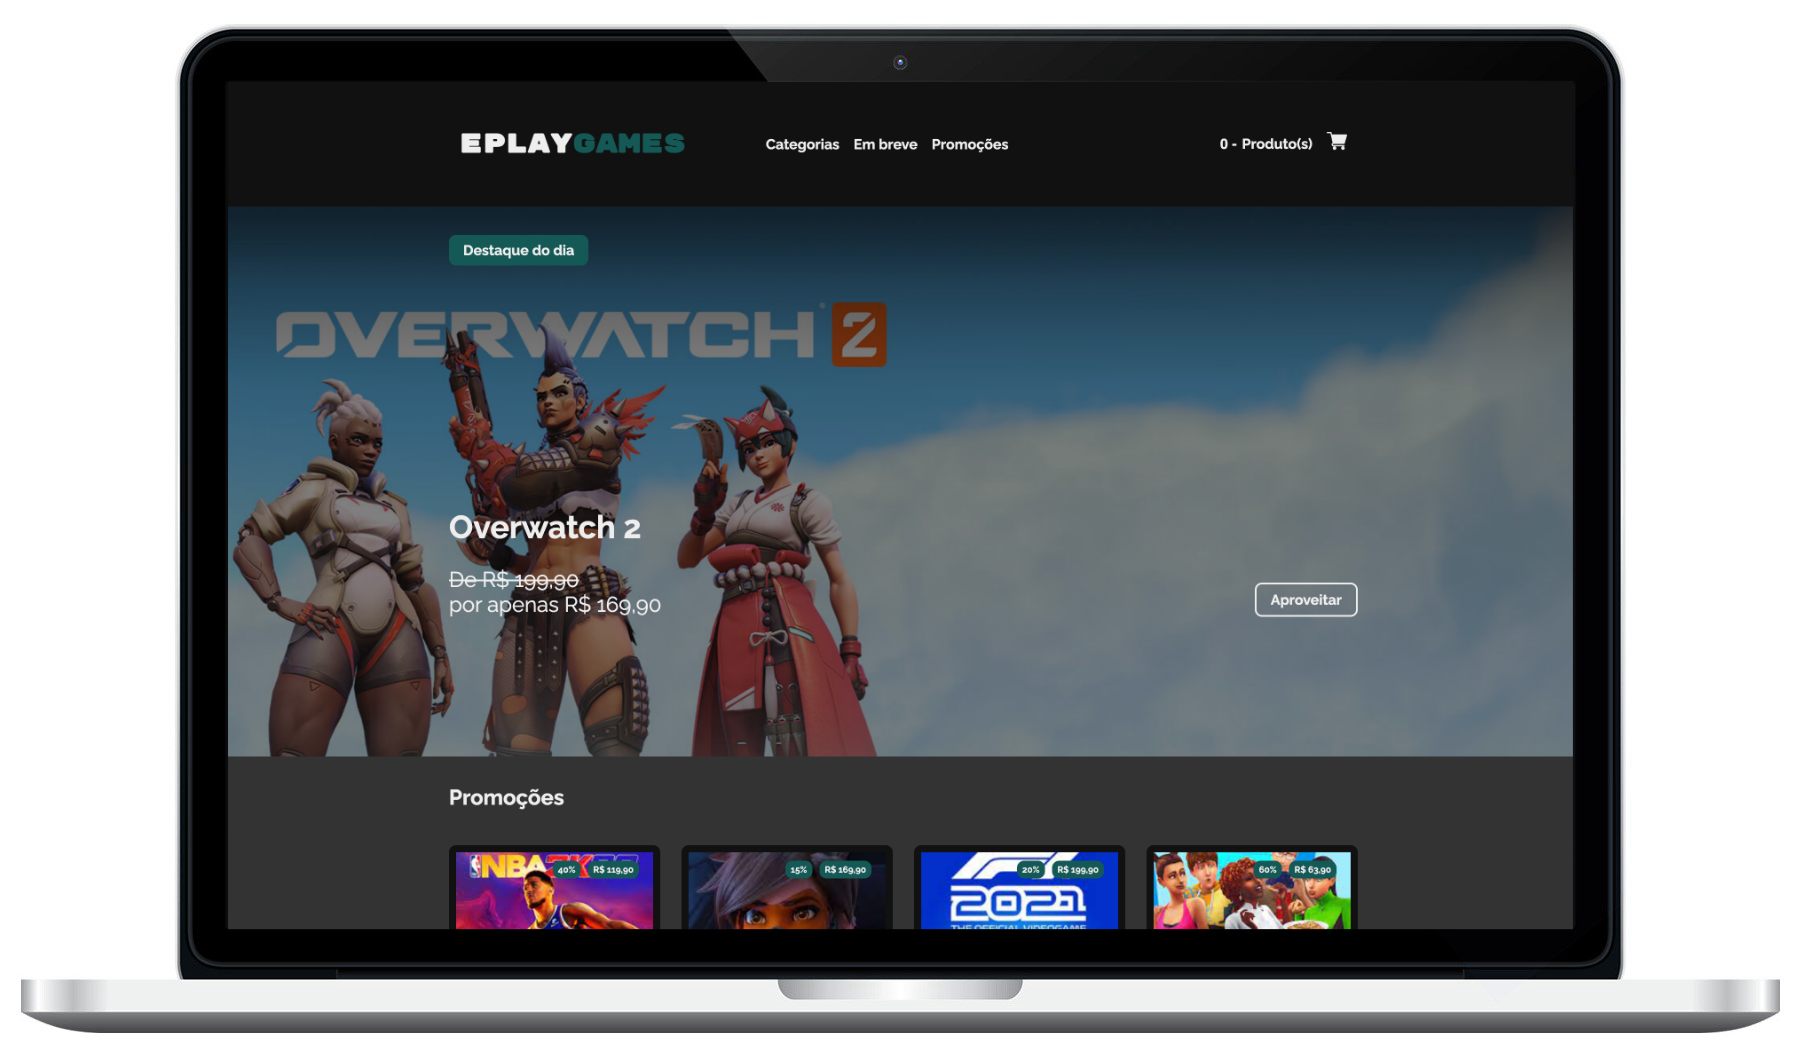 EPLAYGAMES
Categorias Em breve Promoções
0 - Produto(s)
Destaque do dia
OVERWATCH 2
Overwatch 2
De R$ 199,90
por apenas R$ 169,90
Aproveitar
Promoções
NBA
40% R$ 119,90
15% R$ 169,90
20% R$ 199,90
60% R$ 63,90
2021
THE OFFICIAL VIDEOGAME